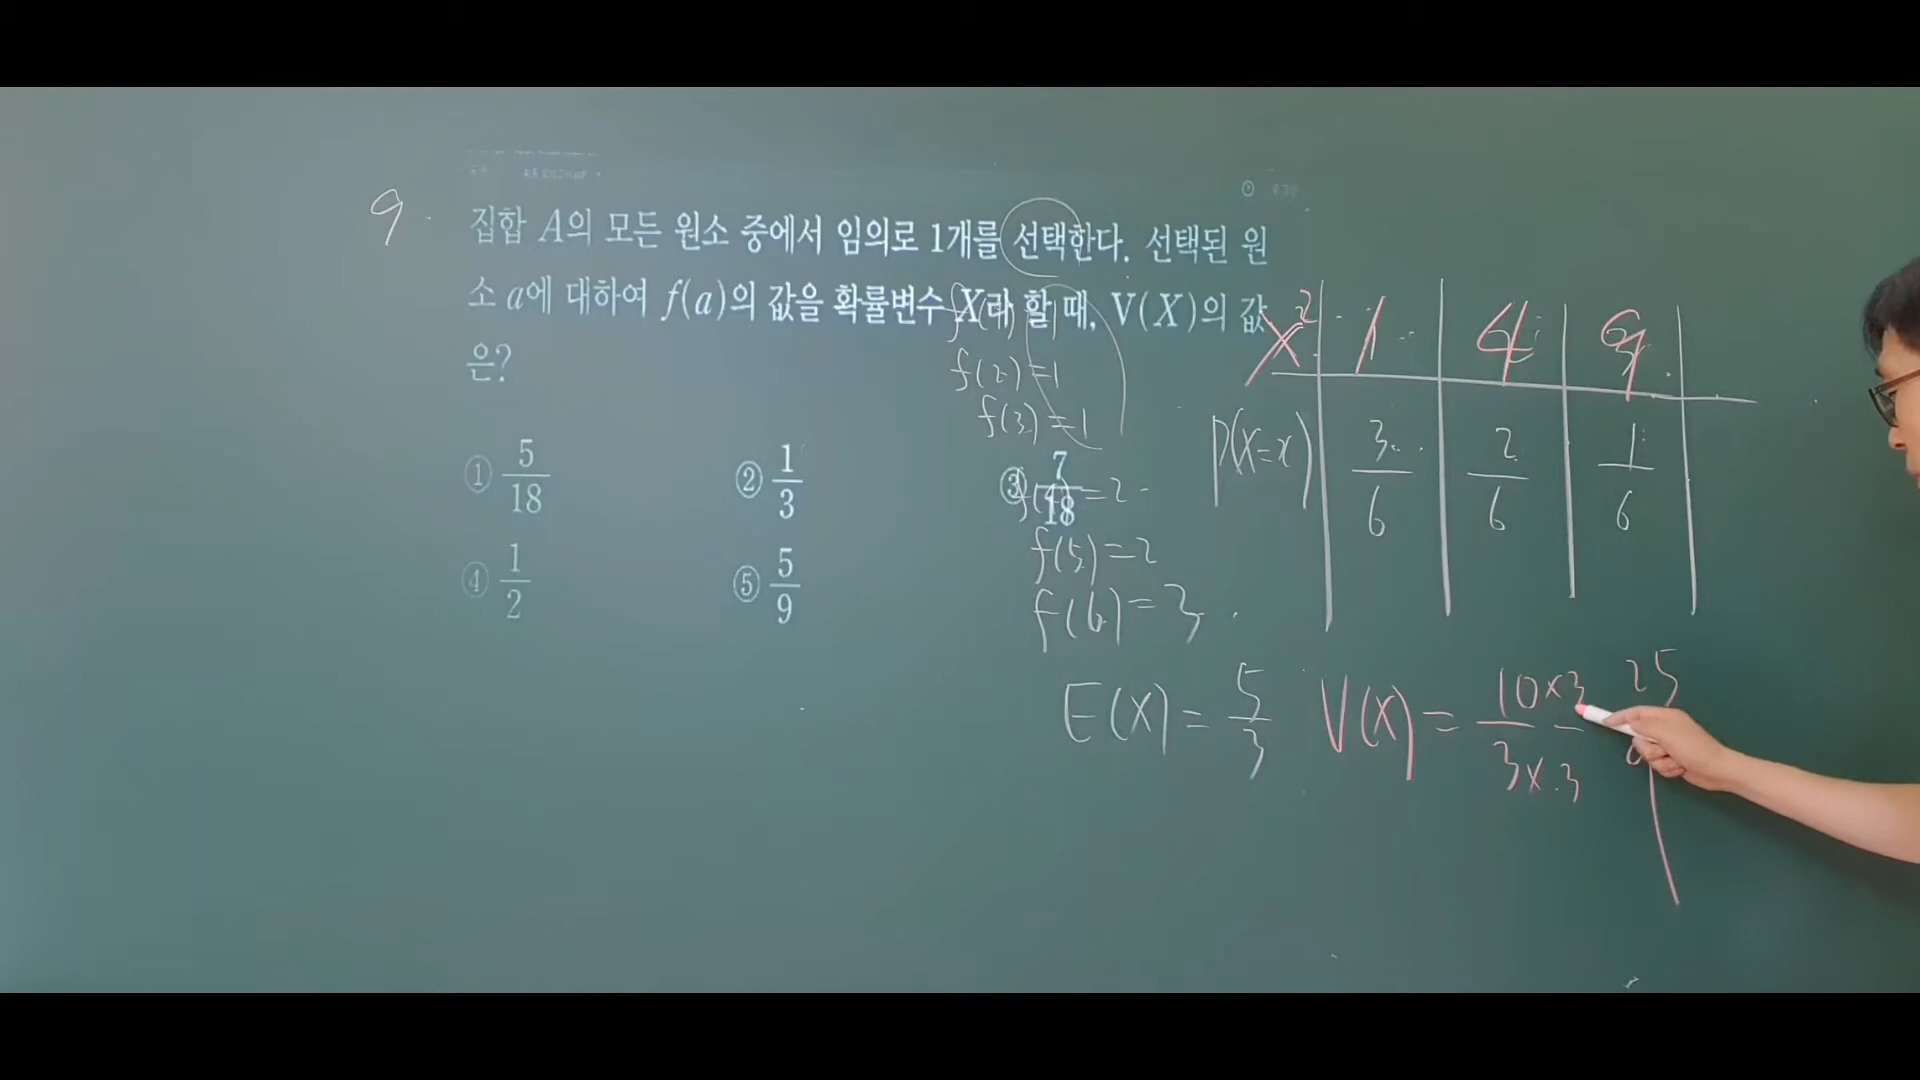 9.
집합 A의 모든 원소 중에서 임의로 1개를 선택한다. 선택된 원
소 a에 대하여 f(a)의 값을 확률변수 X라 할 때, V(X)의 값
은?
① 5/18 ② 1/3 ③ 7/18
④ 1/2 ⑤ 5/9
f(2)=1
f(3)=1
=2
f(5)=2
f(6)=3
X² 1 4 9
P(X=x) 3/6 2/6 1/6
E(X) = 5/3 V(X) = 10×3/3×3 - 25/9